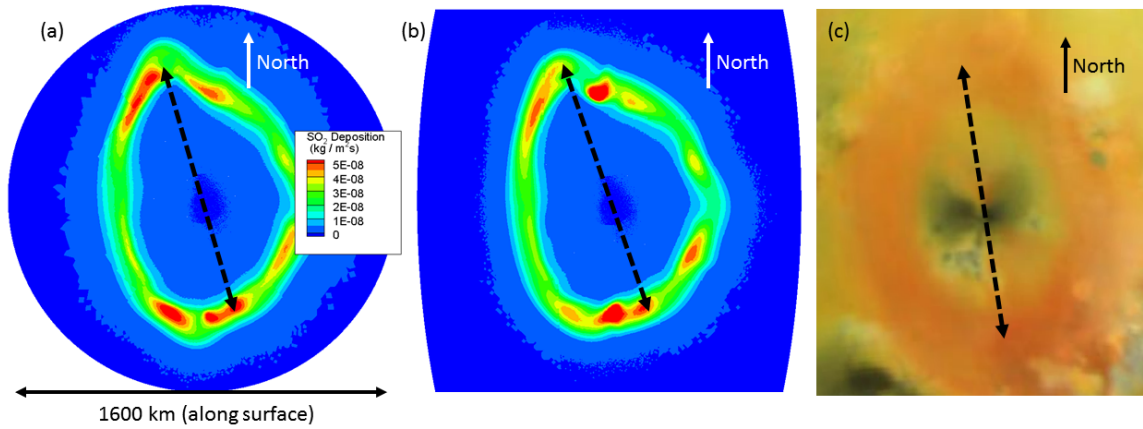 (a)
North
(b)
North
(c)
North
SO₂ Deposition
(kg / m²s)
5E-08
4E-08
3E-08
2E-08
1E-08
0
1600 km (along surface)